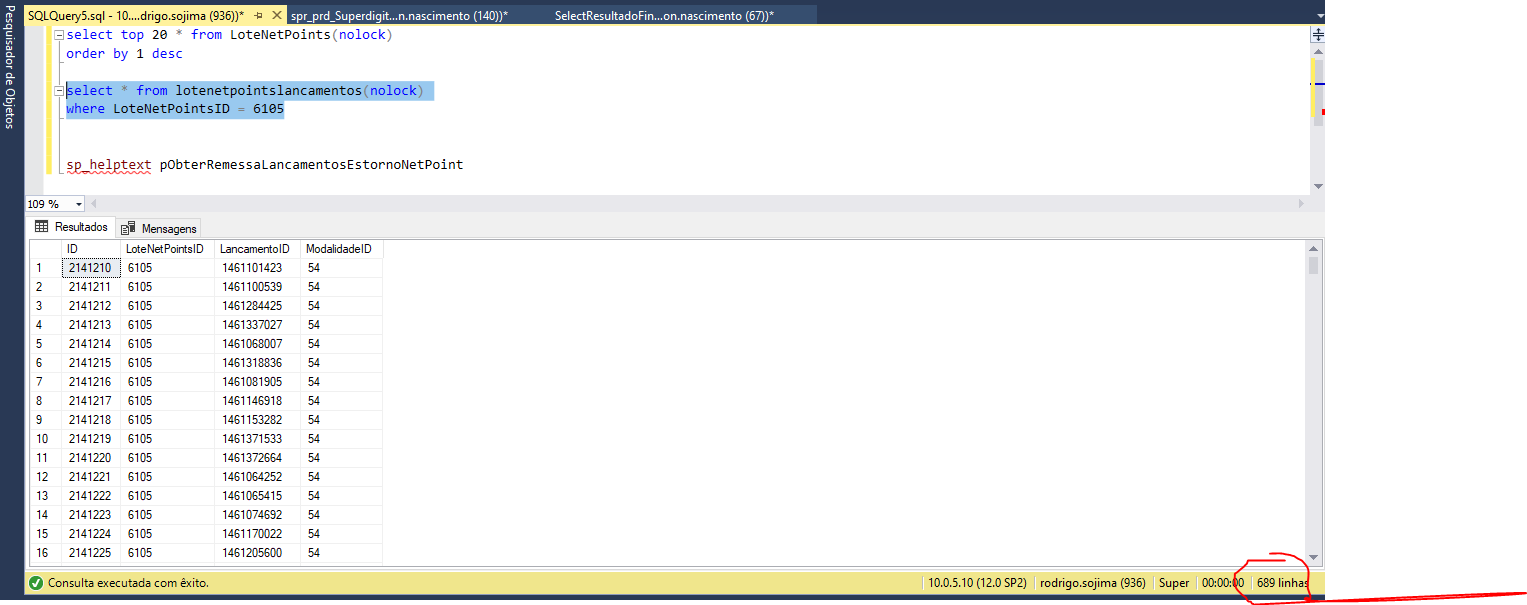 Pesquisador de Objetos
SQLQuery5.sql - 10....drigo.sojima (936))* spr_prd_Superdigit...n.nascimento (140))* SelectResultadoFin...on.nascimento (67))*
select top 20 * from LoteNetPoints(nolock)
order by 1 desc
select * from lotenetpointslancamentos(nolock)
where LoteNetPointsID = 6105
sp_helptext pObterRemessaLancamentosEstornoNetPoint
109 %
Resultados Mensagens
ID LoteNetPointsID LancamentoID ModalidadeID
1 2141210 6105 1461101423 54
2 2141211 6105 1461100539 54
3 2141212 6105 1461284425 54
4 2141213 6105 1461337027 54
5 2141214 6105 1461068007 54
6 2141215 6105 1461318836 54
7 2141216 6105 1461081905 54
8 2141217 6105 1461146918 54
9 2141218 6105 1461153282 54
10 2141219 6105 1461371533 54
11 2141220 6105 1461372664 54
12 2141221 6105 1461064252 54
13 2141222 6105 1461065415 54
14 2141223 6105 1461074692 54
15 2141224 6105 1461170022 54
16 2141225 6105 1461205600 54
Consulta executada com êxito. 10.0.5.10 (12.0 SP2) rodrigo.sojima (936) Super 00:00:00 689 linhas